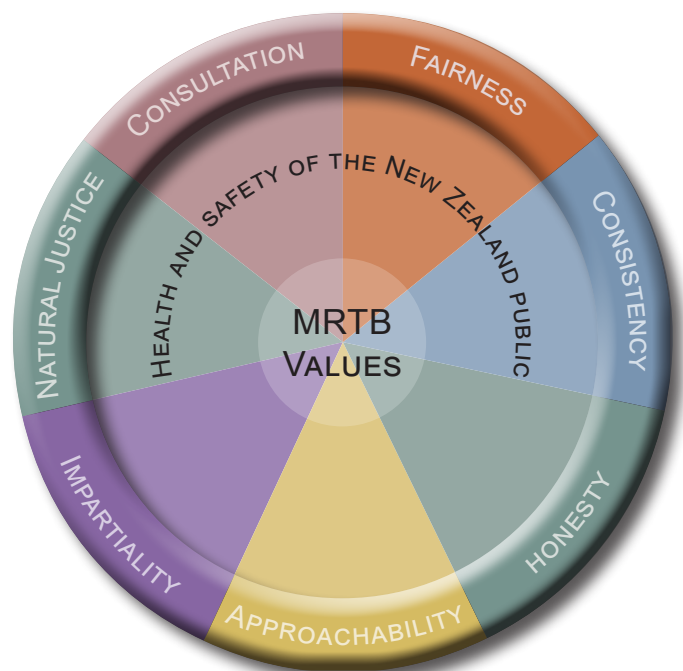 Consultation
Fairness
Consistency
honesty
Approachability
Impartiality
Natural Justice
Health and safety of the New Zealand public
MRTB
Values